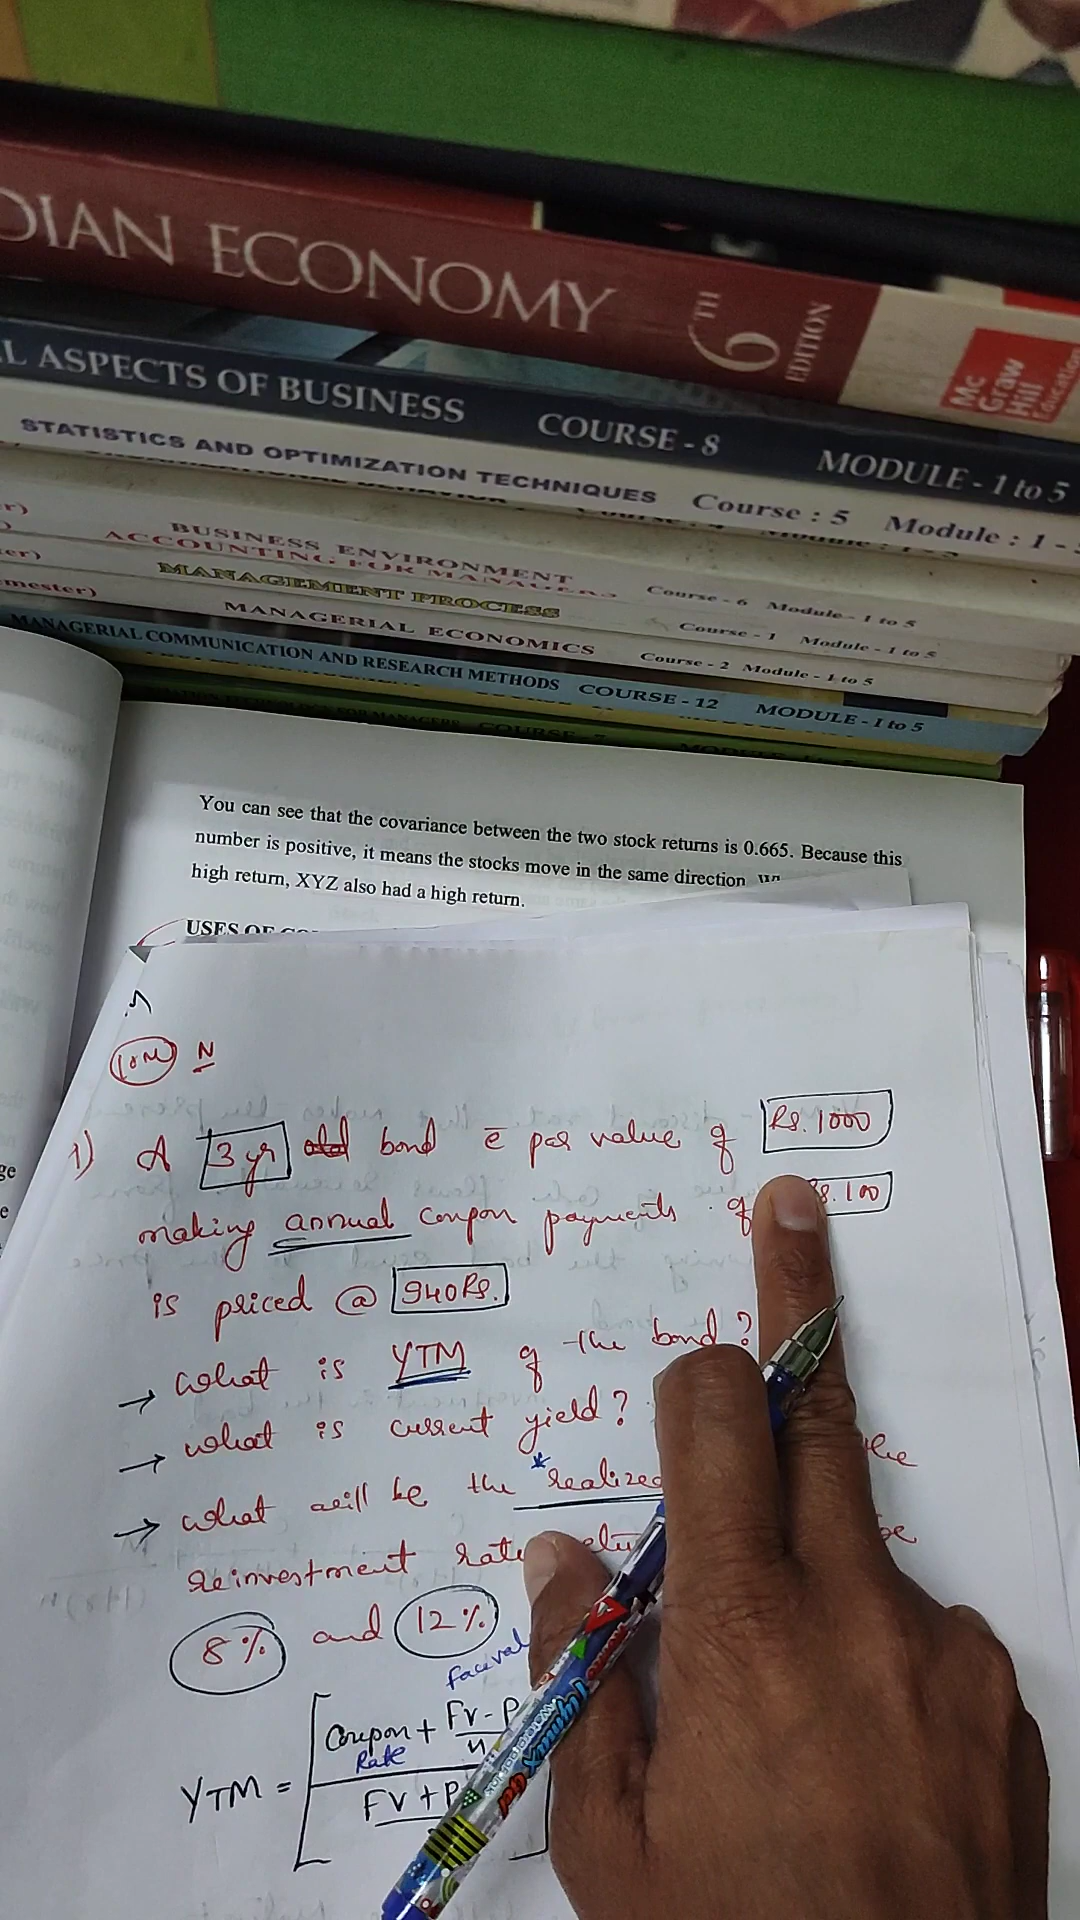 DIAN ECONOMY 6TH EDITION Mc Graw Hill Education
L ASPECTS OF BUSINESS COURSE - 8 MODULE - 1 to 5
STATISTICS AND OPTIMIZATION TECHNIQUES Course : 5 Module : 1 -
BUSINESS ENVIRONMENT Course - 6 Module - 1 to 5
ACCOUNTING FOR MANAGERS
MANAGEMENT PROCESS Course - 1 Module - 1 to 5
MANAGERIAL ECONOMICS Course - 2 Module - 1 to 5
MANAGERIAL COMMUNICATION AND RESEARCH METHODS COURSE - 12 MODULE - 1 to 5
You can see that the covariance between the two stock returns is 0.665. Because this
number is positive, it means the stocks move in the same direction
high return, XYZ also had a high return.
USES OF
10M N
1) A 3 yr bond c̄ par value of Rs. 1000
making annual coupon payments of Rs. 100
is priced @ 940 Rs.
→ what is YTM of the bond?
→ what is current yield?
→ what will be the *realized the
reinvestment rate
8% and 12%
Coupon + FV - P
Rate n
YTM =
FV + P